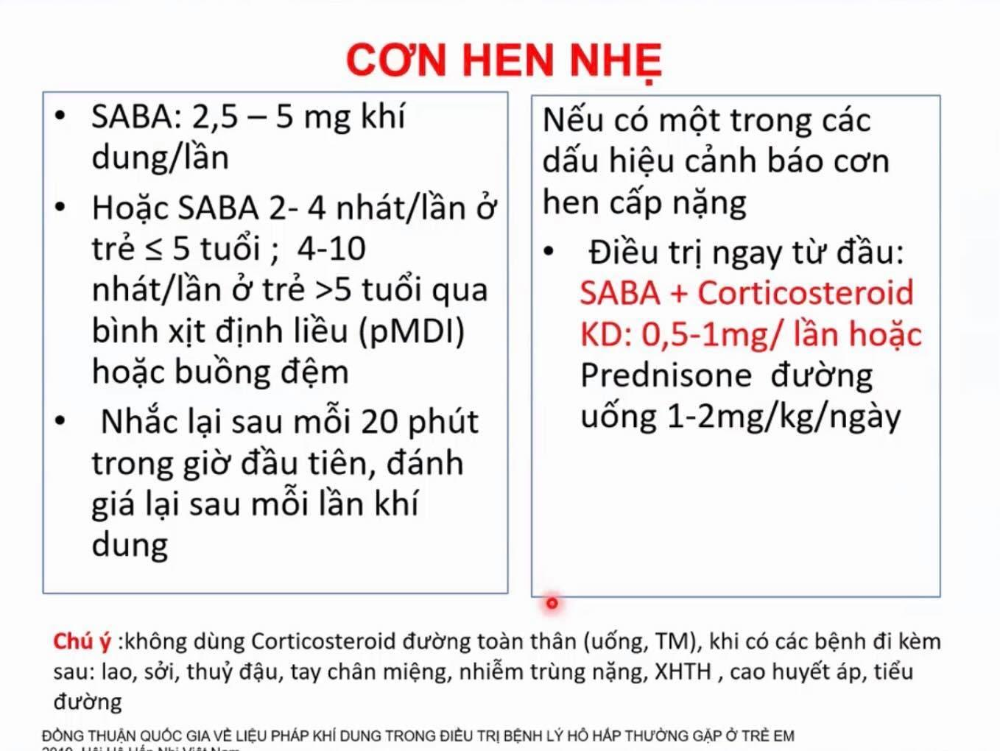 CƠN HEN NHẸ
• SABA: 2,5 – 5 mg khí
dung/lần
• Hoặc SABA 2- 4 nhát/lần ở
trẻ ≤ 5 tuổi ; 4-10
nhát/lần ở trẻ >5 tuổi qua
bình xịt định liều (pMDI)
hoặc buồng đệm
• Nhắc lại sau mỗi 20 phút
trong giờ đầu tiên, đánh
giá lại sau mỗi lần khí
dung
Nếu có một trong các
dấu hiệu cảnh báo cơn
hen cấp nặng
• Điều trị ngay từ đầu:
SABA + Corticosteroid
KD: 0,5-1mg/ lần hoặc
Prednisone đường
uống 1-2mg/kg/ngày
Chú ý :không dùng Corticosteroid đường toàn thân (uống, TM), khi có các bệnh đi kèm
sau: lao, sởi, thuỷ đậu, tay chân miệng, nhiễm trùng nặng, XHTH , cao huyết áp, tiểu
đường
ĐỒNG THUẬN QUỐC GIA VỀ LIỆU PHÁP KHÍ DUNG TRONG ĐIỀU TRỊ BỆNH LÝ HÔ HẤP THƯỜNG GẶP Ở TRẺ EM
Hội Hô Hấp Nhi Việt Nam